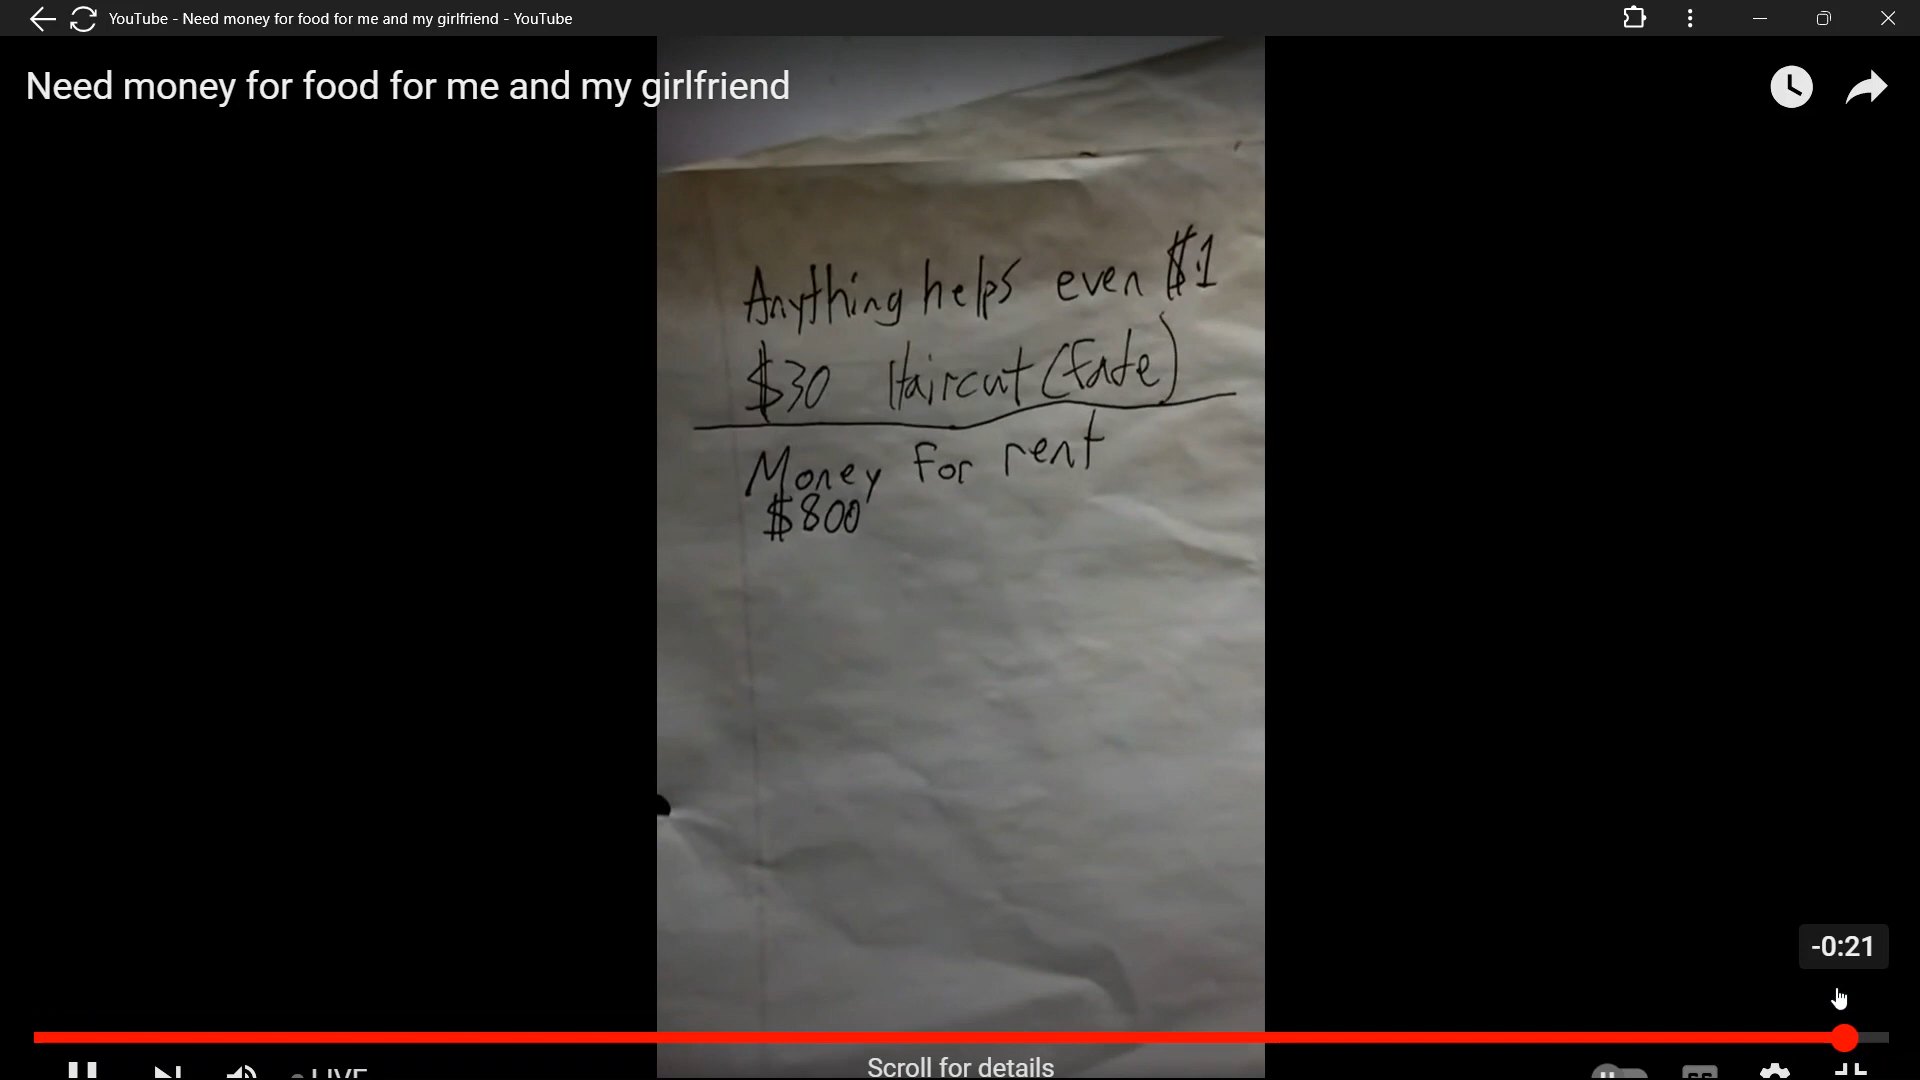 YouTube - Need money for food for me and my girlfriend - YouTube
Need money for food for me and my girlfriend
Anything helps even $1
$30 Haircut (Fade)
Money for rent
$800
-0:21
LIVE
Scroll for details